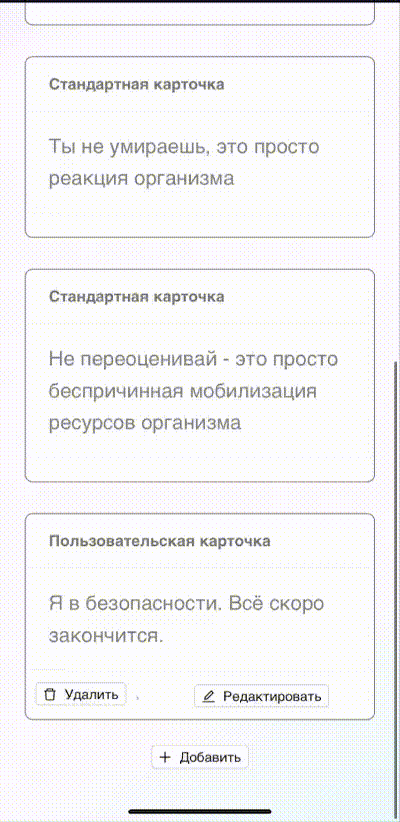 Стандартная карточка
Ты не умираешь, это просто
реакция организма
Стандартная карточка
Не переоценивай - это просто
беспричинная мобилизация
ресурсов организма
Пользовательская карточка
Я в безопасности. Всё скоро
закончится.
Удалить
Редактировать
Добавить